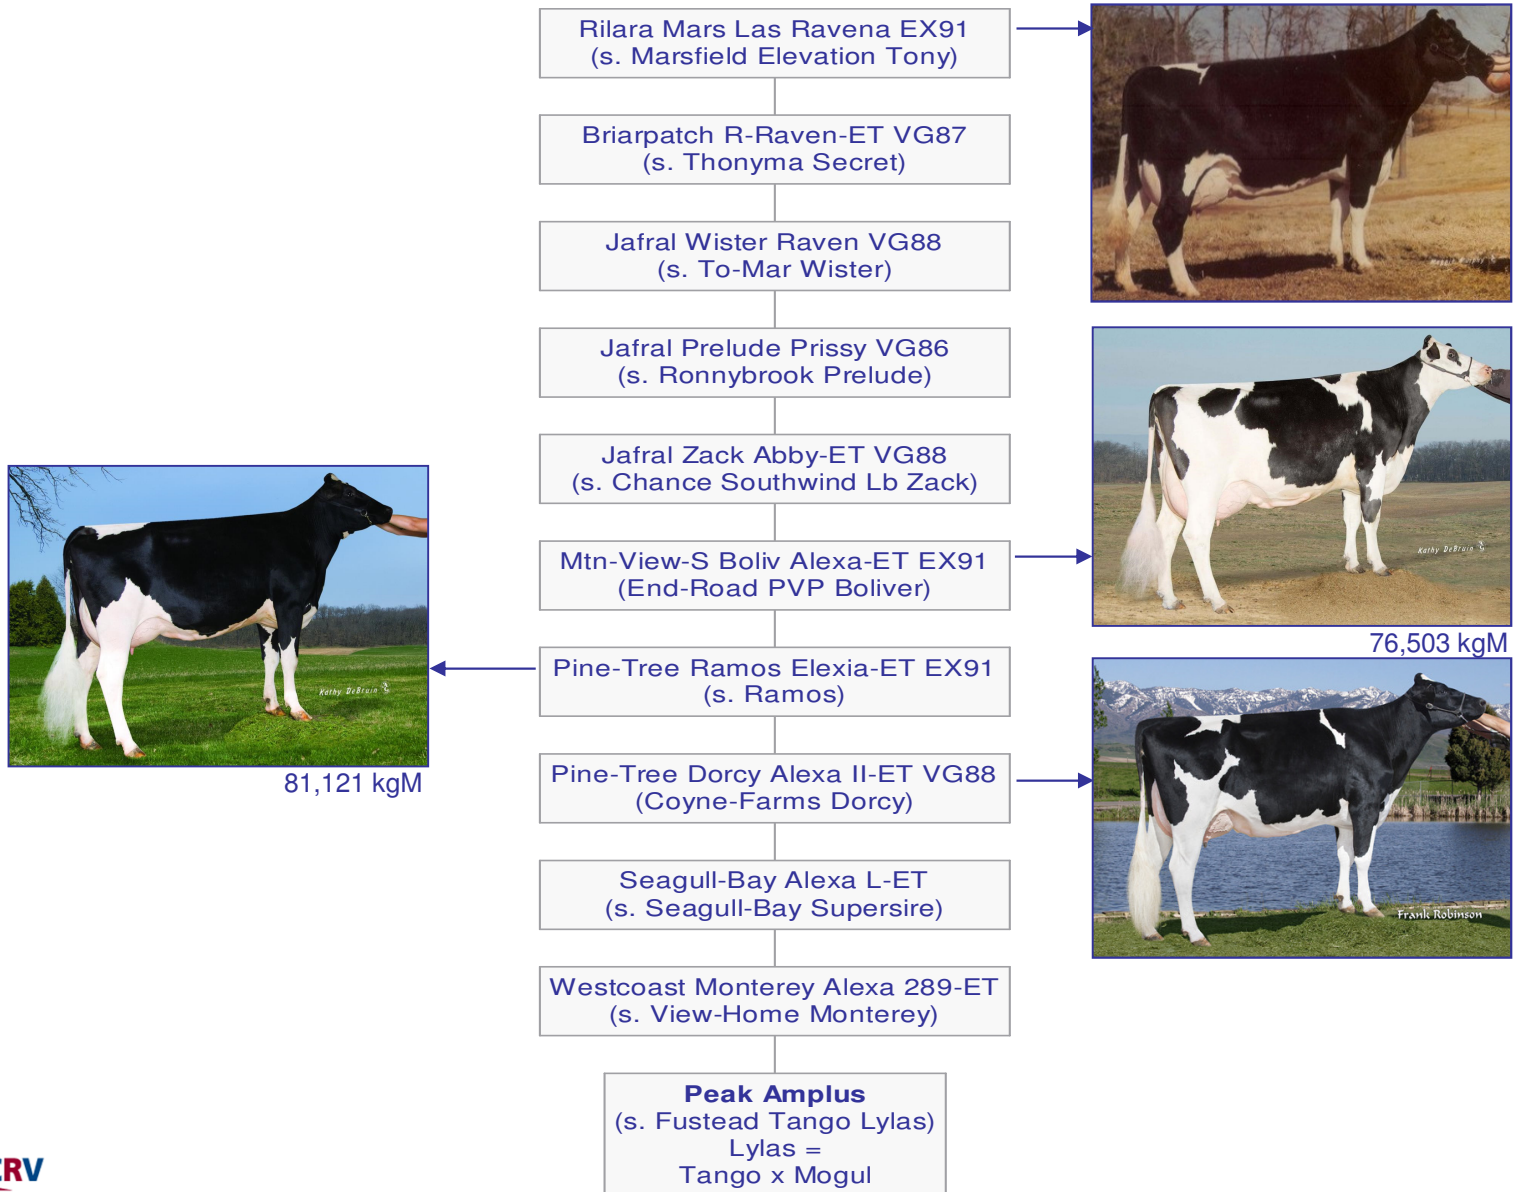 Rilara Mars Las Ravena EX91
(s. Marsfield Elevation Tony)
Briarpatch R-Raven-ET VG87
(s. Thonyma Secret)
Jafral Wister Raven VG88
(s. To-Mar Wister)
Jafral Prelude Prissy VG86
(s. Ronnybrook Prelude)
Jafral Zack Abby-ET VG88
(s. Chance Southwind Lb Zack)
Mtn-View-S Boliv Alexa-ET EX91
(End-Road PVP Boliver)
Kathy DeBruin
76,503 kgM
Pine-Tree Ramos Elexia-ET EX91
(s. Ramos)
Kathy DeBruin
81,121 kgM
Pine-Tree Dorcy Alexa II-ET VG88
(Coyne-Farms Dorcy)
Frank Robinson
Seagull-Bay Alexa L-ET
(s. Seagull-Bay Supersire)
Westcoast Monterey Alexa 289-ET
(s. View-Home Monterey)
Peak Amplus
(s. Fustead Tango Lylas)
Lylas =
Tango x Mogul
RV